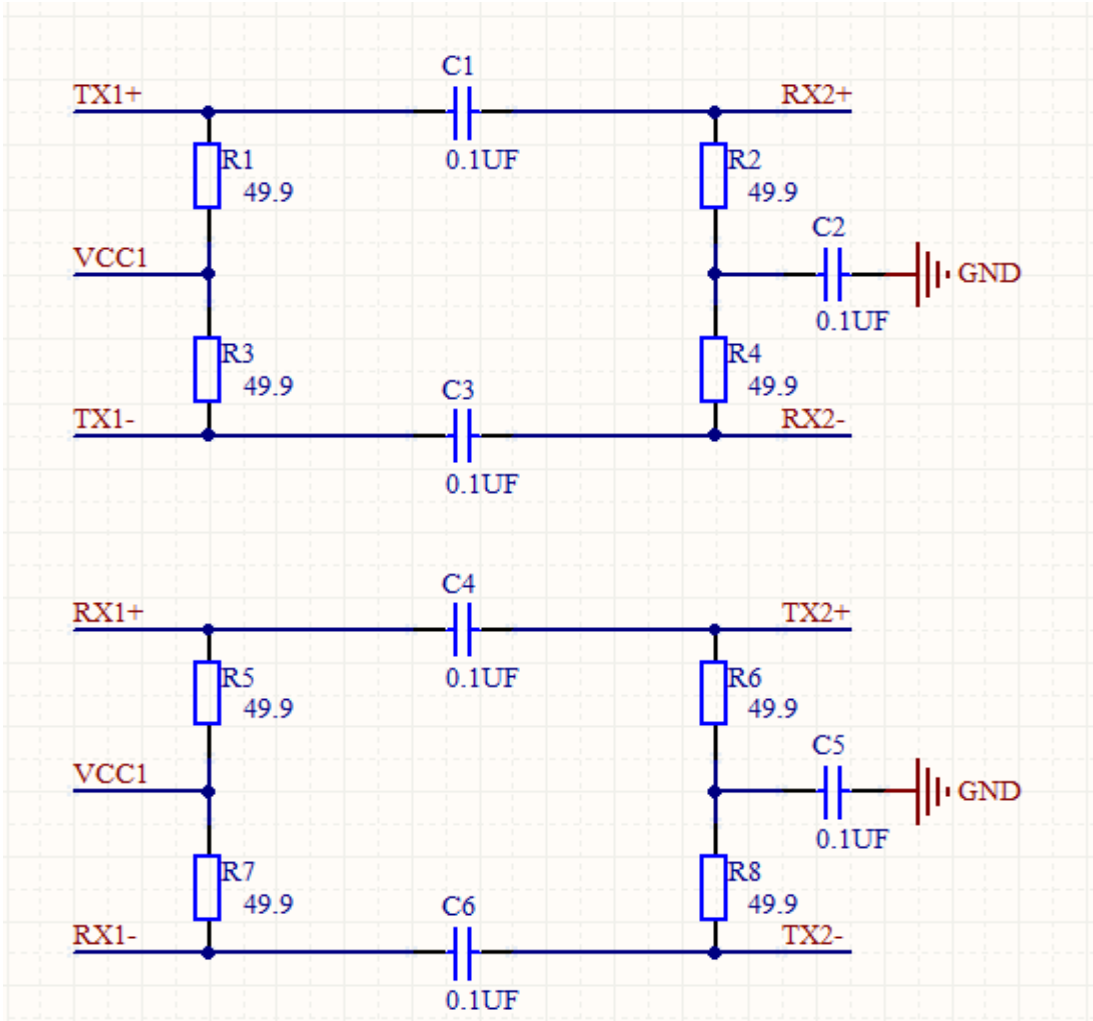 C1
TX1+
RX2+
0.1UF
R1
49.9
R2
49.9
C2
VCC1
GND
0.1UF
R3
49.9
R4
49.9
C3
TX1-
RX2-
0.1UF
C4
RX1+
TX2+
0.1UF
R5
49.9
R6
49.9
C5
VCC1
GND
0.1UF
R7
49.9
R8
49.9
C6
RX1-
TX2-
0.1UF